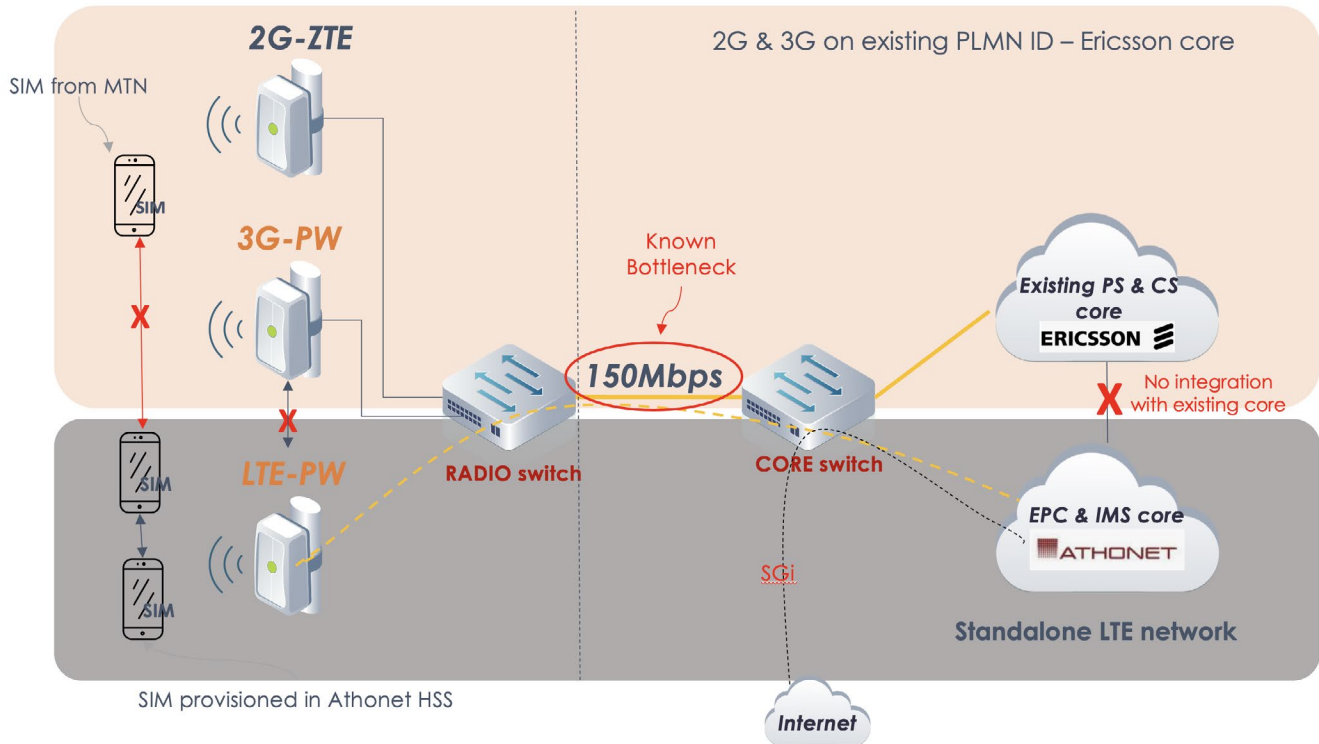 2G-ZTE
2G & 3G on existing PLMN ID – Ericsson core
SIM from MTN
SIM
3G-PW
Known
Bottleneck
X
X
150Mbps
Existing PS & CS
core
ERICSSON
X
No integration
with existing core
RADIO switch
CORE switch
LTE-PW
SIM
EPC & IMS core
ATHONET
SGi
SIM
Standalone LTE network
SIM provisioned in Athonet HSS
Internet